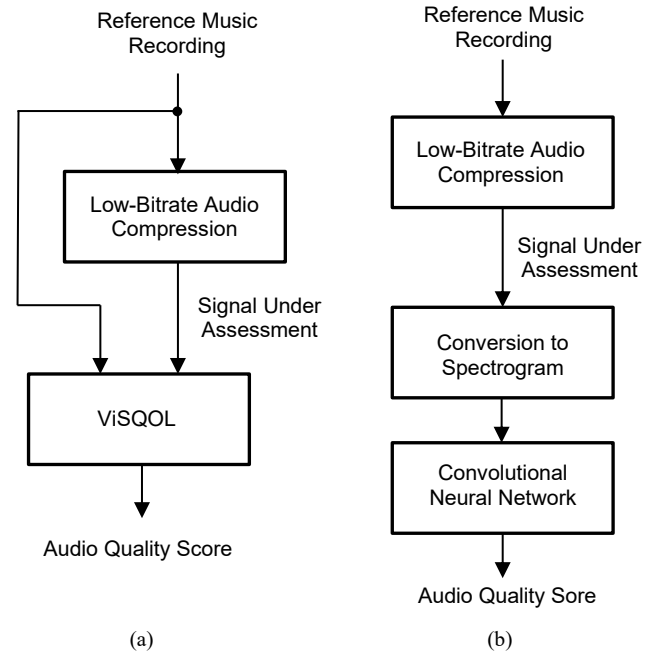 Reference Music
Recording
Low-Bitrate Audio
Compression
Signal Under
Assessment
ViSQOL
Audio Quality Score
(a)
Reference Music
Recording
Low-Bitrate Audio
Compression
Signal Under
Assessment
Conversion to
Spectrogram
Convolutional
Neural Network
Audio Quality Sore
(b)